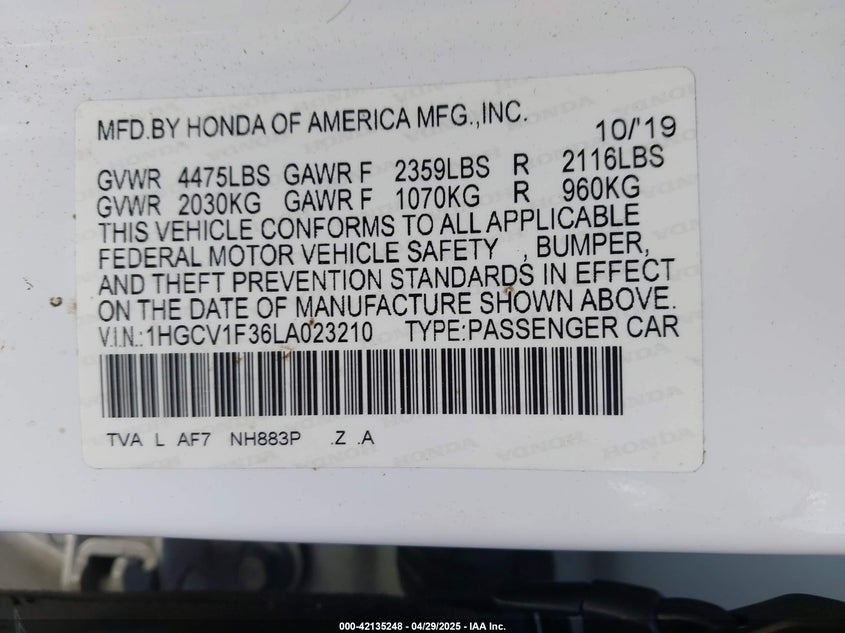 MFD.BY HONDA OF AMERICA MFG.,INC. 10/'19
GVWR 4475LBS GAWR F 2359LBS R 2116LBS
GVWR 2030KG GAWR F 1070KG R 960KG
THIS VEHICLE CONFORMS TO ALL APPLICABLE
FEDERAL MOTOR VEHICLE SAFETY , BUMPER,
AND THEFT PREVENTION STANDARDS IN EFFECT
ON THE DATE OF MANUFACTURE SHOWN ABOVE.
V.I.N.:1HGCV1F36LA023210 TYPE:PASSENGER CAR
TVA L AF7 NH883P .Z .A
000-42135248 - 04/29/2025 - IAA Inc.